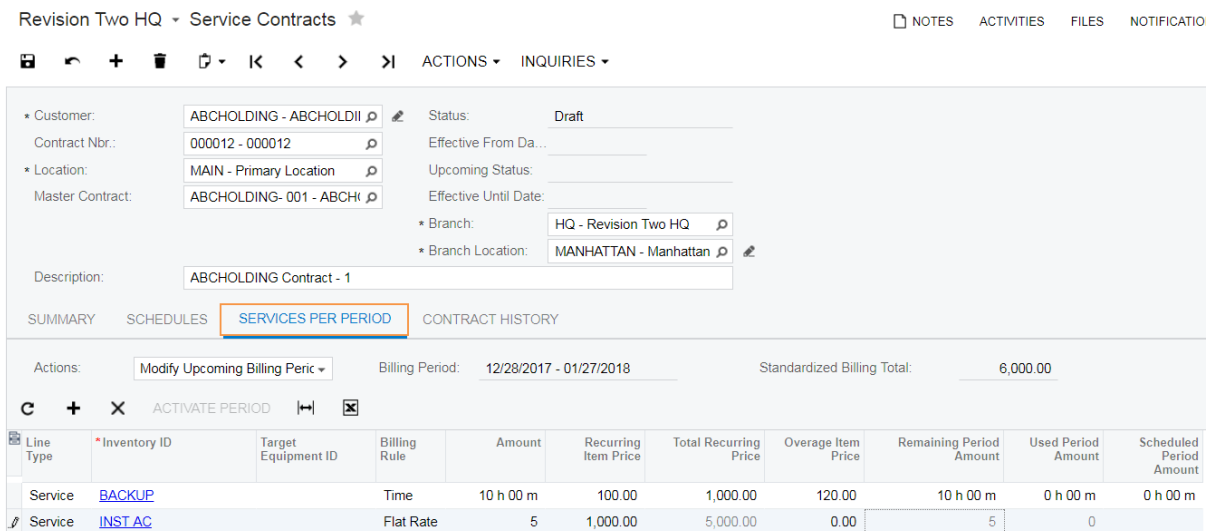 Revision Two HQ Service Contracts NOTES ACTIVITIES FILES NOTIFICATIO
ACTIONS INQUIRIES
* Customer: ABCHOLDING - ABCHOLDII Status: Draft
Contract Nbr.: 000012 - 000012 Effective From Da...
* Location: MAIN - Primary Location Upcoming Status:
Master Contract: ABCHOLDING- 001 - ABCH( Effective Until Date:
* Branch: HQ - Revision Two HQ
* Branch Location: MANHATTAN - Manhattan
Description: ABCHOLDING Contract - 1
SUMMARY SCHEDULES SERVICES PER PERIOD CONTRACT HISTORY
Actions: Modify Upcoming Billing Peric Billing Period: 12/28/2017 - 01/27/2018 Standardized Billing Total: 6,000.00
ACTIVATE PERIOD
Line Type * Inventory ID Target Equipment ID Billing Rule Amount Recurring Item Price Total Recurring Price Overage Item Price Remaining Period Amount Used Period Amount Scheduled Period Amount
Service BACKUP Time 10 h 00 m 100.00 1,000.00 120.00 10 h 00 m 0 h 00 m 0 h 00 m
Service INST AC Flat Rate 5 1,000.00 5,000.00 0.00 5 0